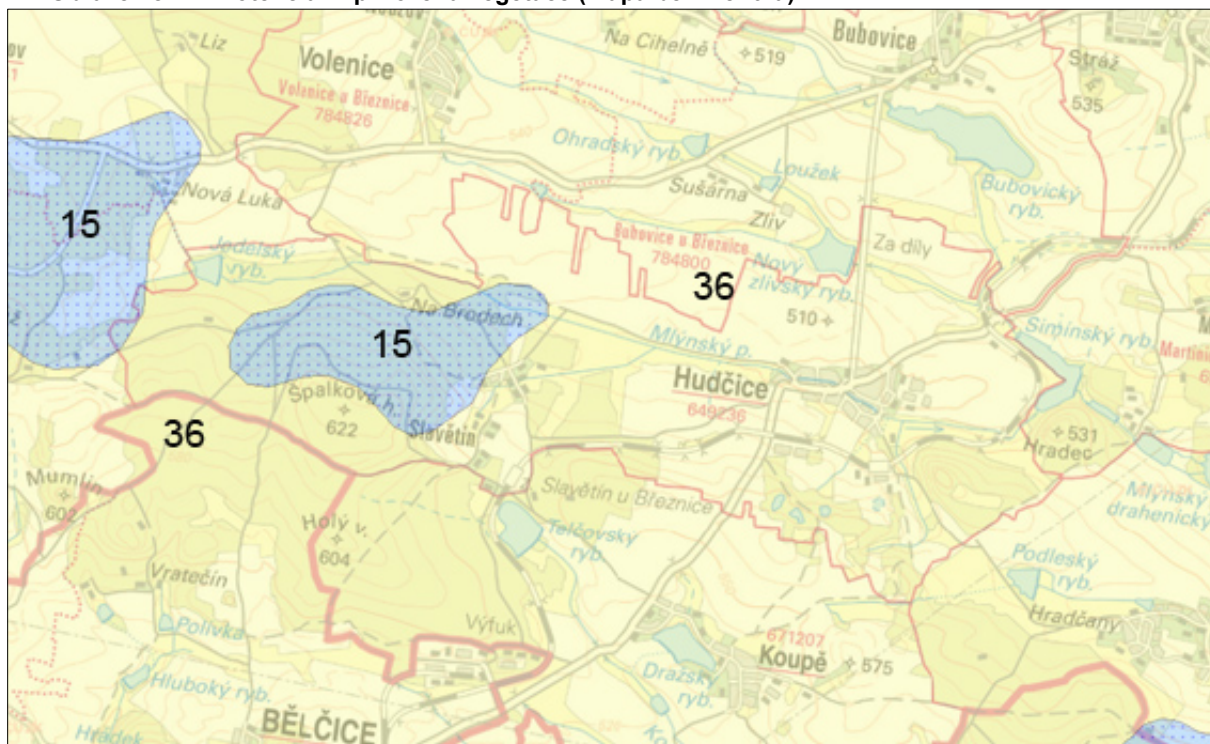 Liz
Volenice
Volenice u Březnice
784826
Na Cihelně
519
Bubovice
Stráž
535
Ohradský ryb.
Loužek
Sušárna
Zliv
Bubovický
ryb.
Nová Luka
15
Jedelský
ryb.
Bubovice u Březnice
784800
Nový
zlivský ryb.
Za díly
36
510
Na Brodech
15
Mlýnský p.
Simínský ryb.
Hudčice
649236
Špalková h.
622
Slavětín
36
531
Hradec
Mumlín
602
Slavětín u Březnice
Mlýnský
drahenický
Holý v.
604
Telčovský
ryb.
Podleský
ryb.
Vratečín
Hradčany
Polívka
Výfuk
671207
Koupě
575
Dražský
ryb.
Hluboký ryb.
BĚLČICE
Hrádek